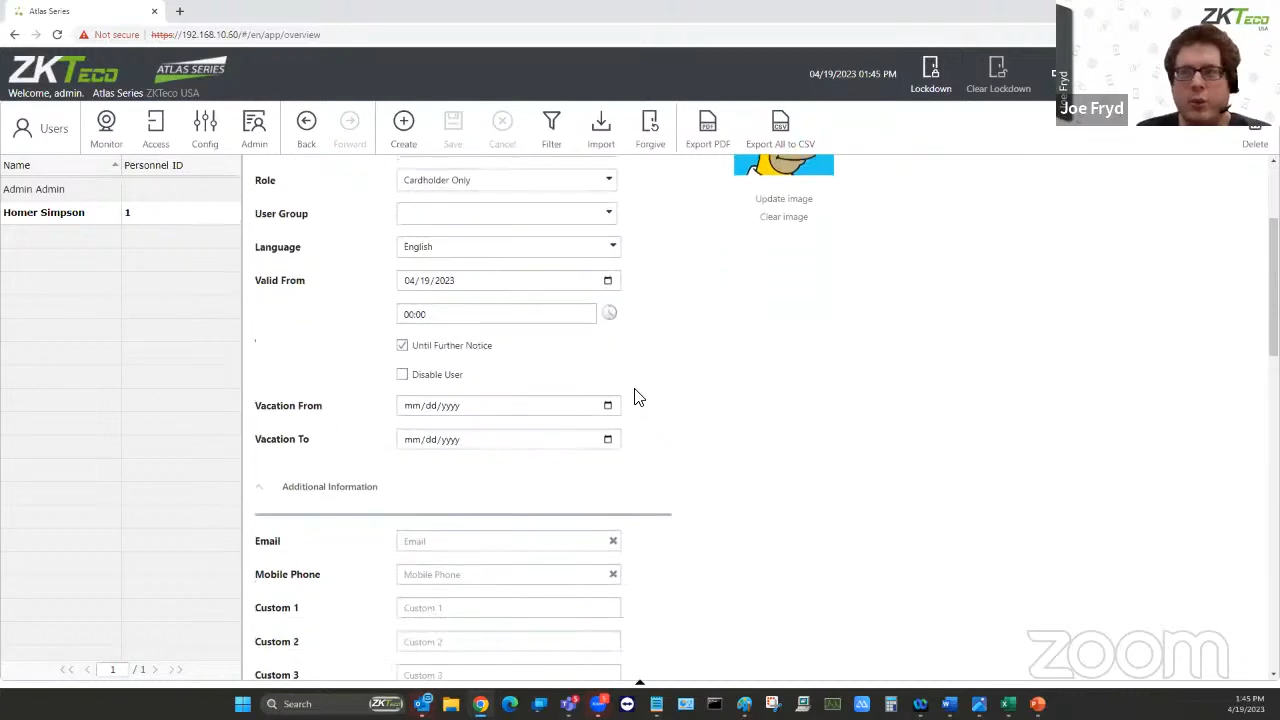 Atlas Series
Not secure | https://192.168.10.60/#/en/app/overview
ZKTeco ATLAS SERIES
Welcome, admin. Atlas Series ZKTeco USA
04/19/2023 01:45 PM
Lockdown
Clear Lockdown
ZKTeco
USA
Joe Fryd
Joe Fryd
Users
Monitor
Access
Config
Admin
Back
Forward
Create
Save
Cancel
Filter
Import
Forgive
Export PDF
Export All to CSV
Delete
Name Personnel ID
Admin Admin
Homer Simpson 1
Role Cardholder Only
User Group
Language English
Valid From 04/19/2023
00:00
Until Further Notice
Disable User
Vacation From mm/dd/yyyy
Vacation To mm/dd/yyyy
Update image
Clear image
Additional Information
Email Email
Mobile Phone Mobile Phone
Custom 1 Custom 1
Custom 2 Custom 2
Custom 3 Custom 3
1 / 1
zoom
Search
ZKTeco
1:45 PM
4/19/2023